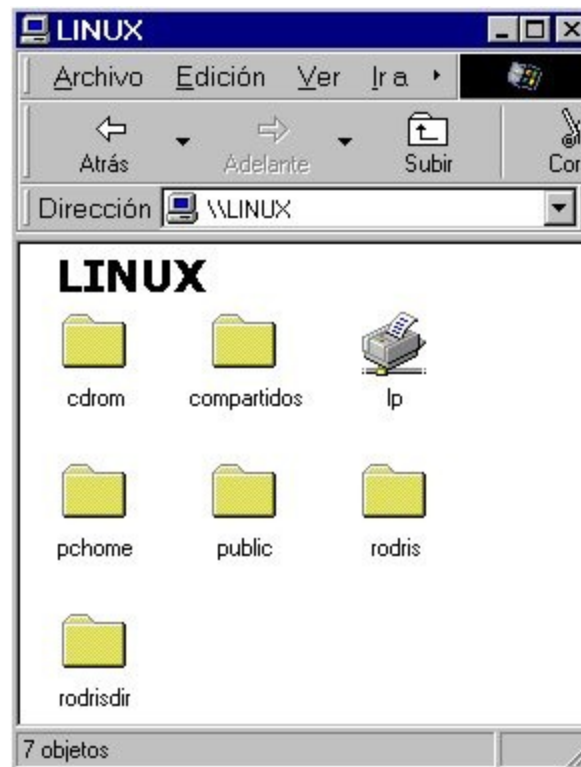 LINUX
Archivo Edición Ver Ir a
Atrás Adelante Subir
Dirección \\LINUX
LINUX
cdrom compartidos lp
pchome public rodris
rodrisdir
7 objetos